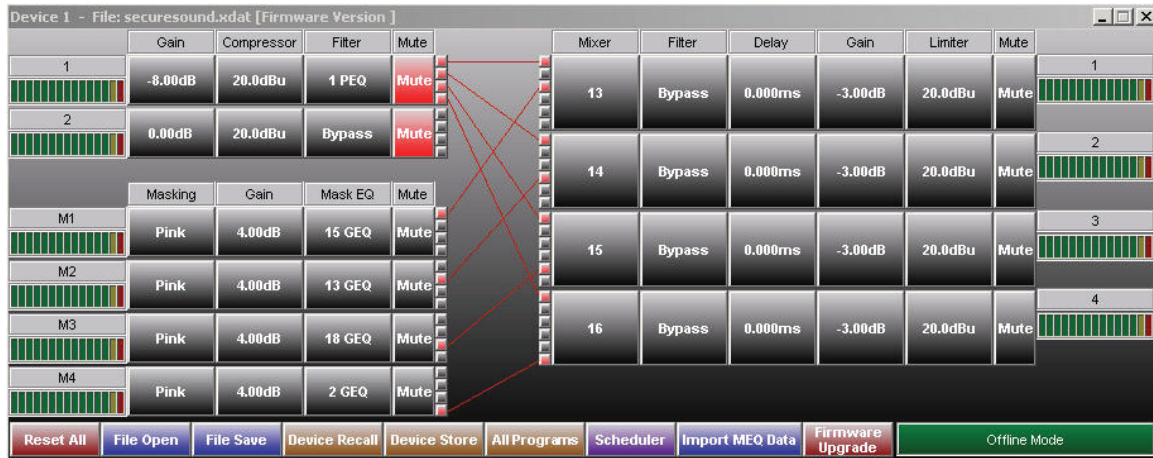 Device 1 - File: securesound.xdat [Firmware Version ]
Gain Compressor Filter Mute Mixer Filter Delay Gain Limiter Mute
1 -8.00dB 20.0dBu 1 PEQ Mute 13 Bypass 0.000ms -3.00dB 20.0dBu Mute 1
2 0.00dB 20.0dBu Bypass Mute 14 Bypass 0.000ms -3.00dB 20.0dBu Mute 2
Masking Gain Mask EQ Mute
M1 Pink 4.00dB 15 GEQ Mute 15 Bypass 0.000ms -3.00dB 20.0dBu Mute 3
M2 Pink 4.00dB 13 GEQ Mute
M3 Pink 4.00dB 18 GEQ Mute 16 Bypass 0.000ms -3.00dB 20.0dBu Mute 4
M4 Pink 4.00dB 2 GEQ Mute
Reset All File Open File Save Device Recall Device Store All Programs Scheduler Import MEQ Data Firmware Upgrade Offline Mode